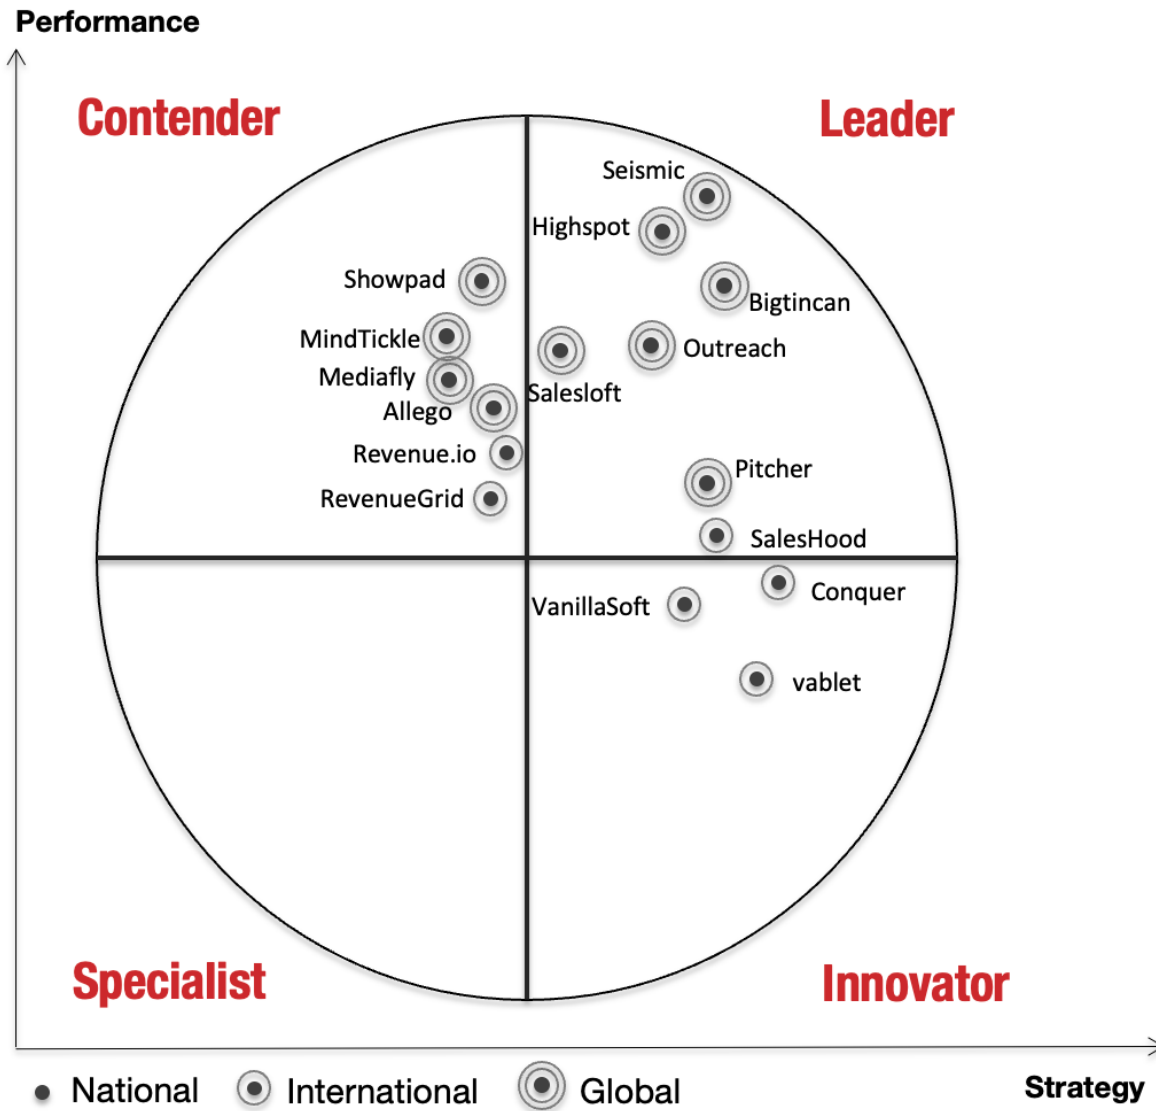 Performance
Contender
Leader
Seismic
Highspot
Showpad
Bigtincan
MindTickle
Outreach
Mediafly
Salesloft
Allego
Revenue.io
Pitcher
RevenueGrid
SalesHood
Conquer
VanillaSoft
vablet
Specialist
Innovator
National
International
Global
Strategy